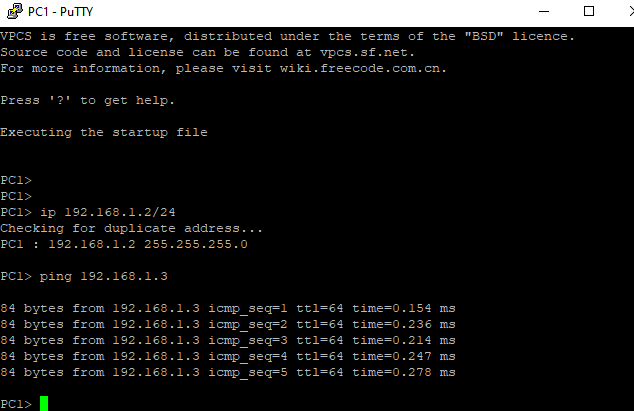 PC1 - PuTTY
VPCS is free software, distributed under the terms of the "BSD" licence.
Source code and license can be found at vpcs.sf.net.
For more information, please visit wiki.freecode.com.cn.
Press '?' to get help.
Executing the startup file
PC1>
PC1>
PC1> ip 192.168.1.2/24
Checking for duplicate address...
PC1 : 192.168.1.2 255.255.255.0
PC1> ping 192.168.1.3
84 bytes from 192.168.1.3 icmp_seq=1 ttl=64 time=0.154 ms
84 bytes from 192.168.1.3 icmp_seq=2 ttl=64 time=0.236 ms
84 bytes from 192.168.1.3 icmp_seq=3 ttl=64 time=0.214 ms
84 bytes from 192.168.1.3 icmp_seq=4 ttl=64 time=0.247 ms
84 bytes from 192.168.1.3 icmp_seq=5 ttl=64 time=0.278 ms
PC1>